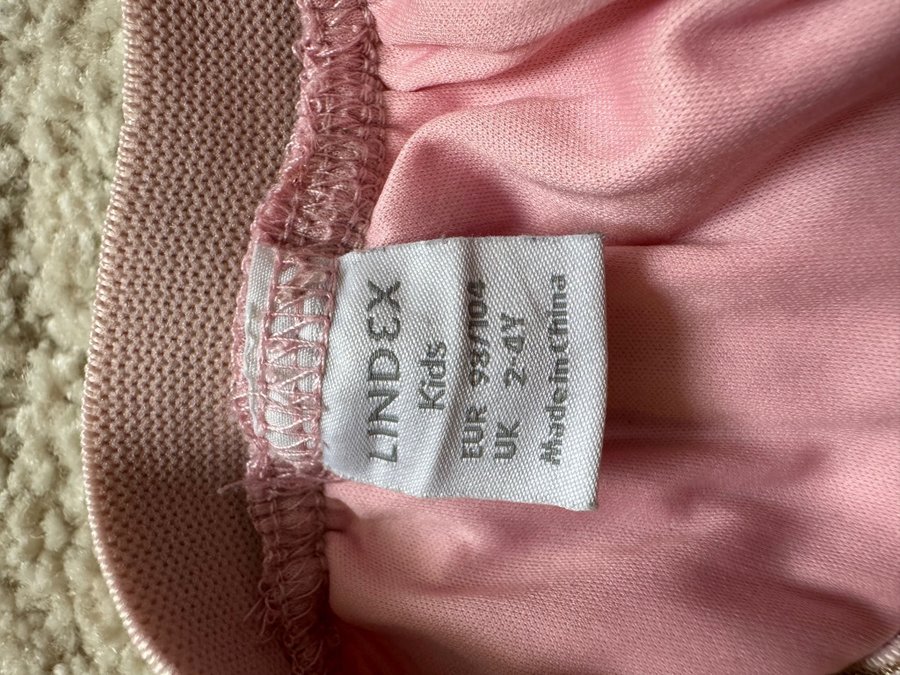 LINDEX
Kids
EUR 98/104
UK 2-4Y
Made in China